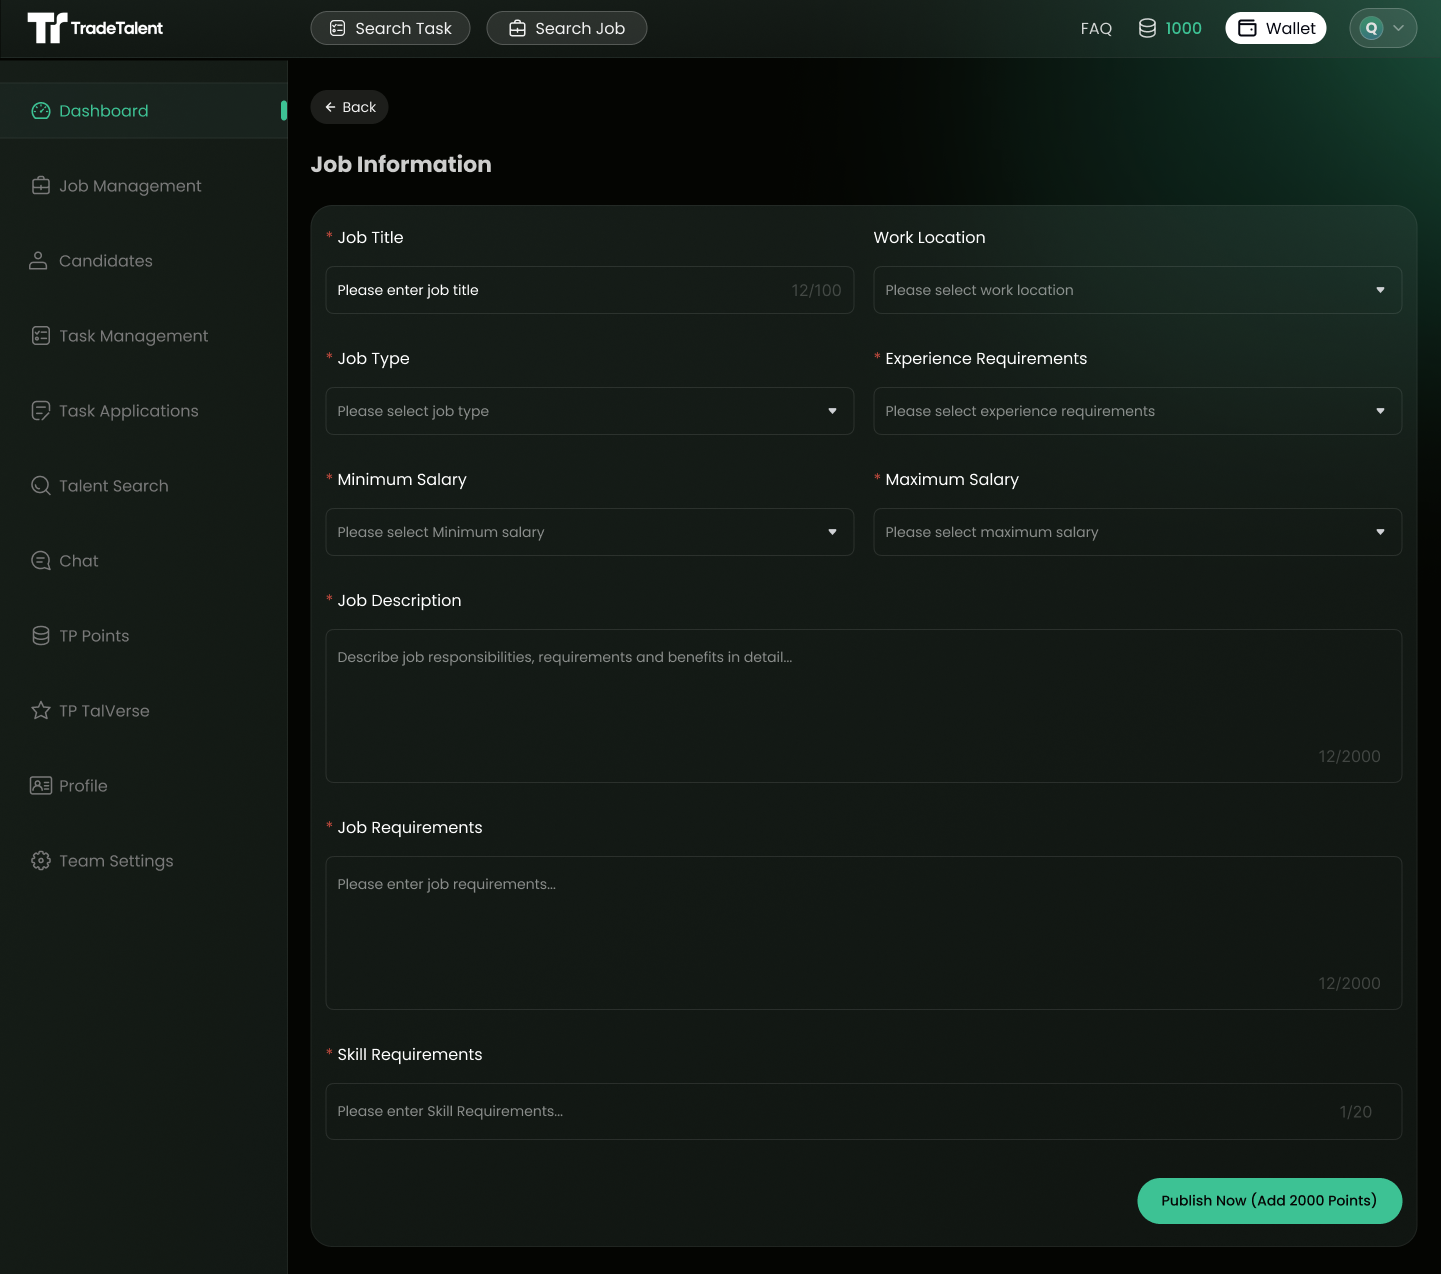 TradeTalent
Search Task
Search Job
FAQ
1000
Wallet
Q
Dashboard
Job Management
Candidates
Task Management
Task Applications
Talent Search
Chat
TP Points
TP TalVerse
Profile
Team Settings
Back
Job Information
* Job Title
Please enter job title
12/100
Work Location
Please select work location
* Job Type
Please select job type
* Experience Requirements
Please select experience requirements
* Minimum Salary
Please select Minimum salary
* Maximum Salary
Please select maximum salary
* Job Description
Describe job responsibilities, requirements and benefits in detail...
12/2000
* Job Requirements
Please enter job requirements...
12/2000
* Skill Requirements
Please enter Skill Requirements...
1/20
Publish Now (Add 2000 Points)